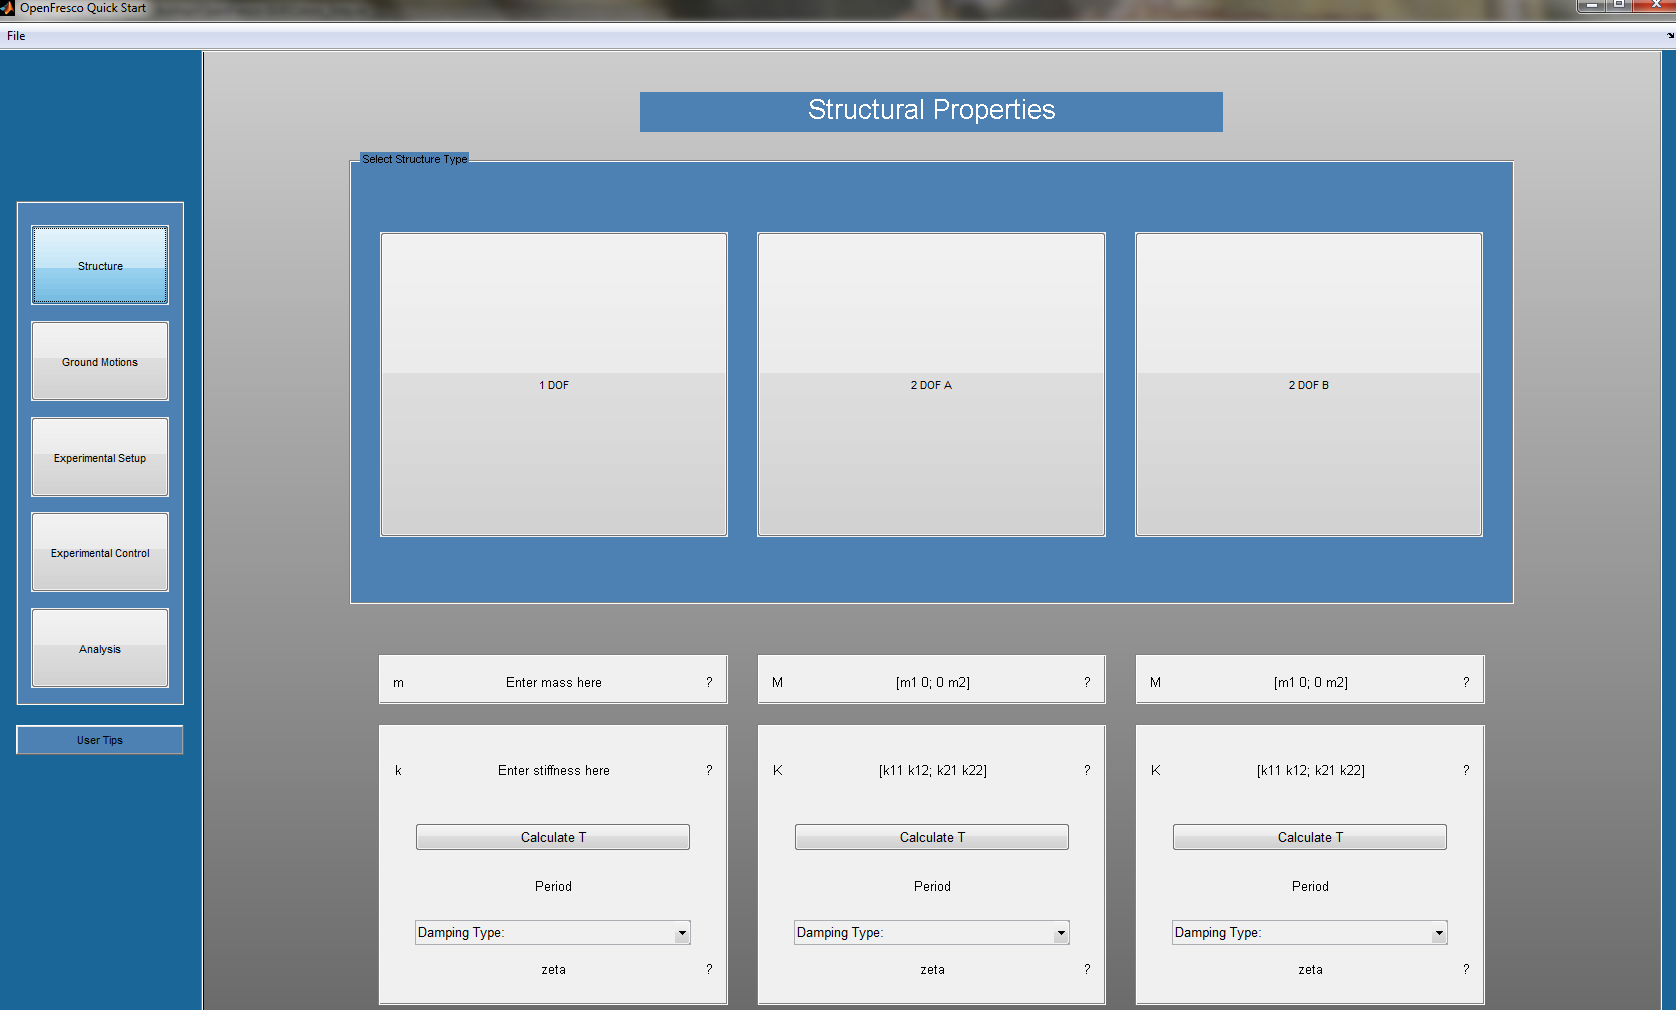 OpenFresco Quick Start
File
Structural Properties
Select Structure Type
Structure
Ground Motions
Experimental Setup
Experimental Control
Analysis
User Tips
1 DOF
2 DOF A
2 DOF B
m Enter mass here ?
M [m1 0; 0 m2] ?
M [m1 0; 0 m2] ?
k Enter stiffness here ?
K [k11 k12; k21 k22] ?
K [k11 k12; k21 k22] ?
Calculate T
Calculate T
Calculate T
Period
Period
Period
Damping Type:
Damping Type:
Damping Type:
zeta ?
zeta ?
zeta ?